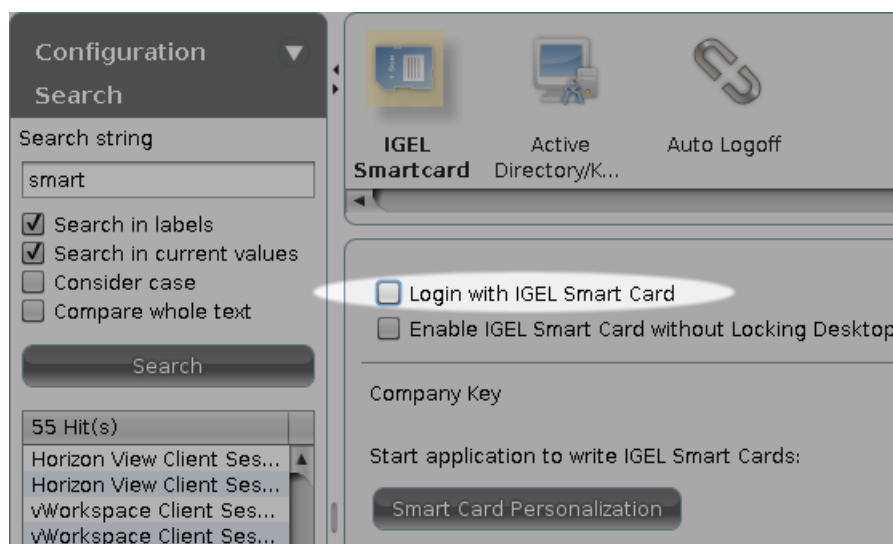 Configuration
Search
Search string
smart
Search in labels
Search in current values
Consider case
Compare whole text
Search
55 Hit(s)
Horizon View Client Ses...
Horizon View Client Ses...
vWorkspace Client Ses...
vWorkspace Client Ses...
IGEL
Smartcard
Active
Directory/K...
Auto Logoff
Login with IGEL Smart Card
Enable IGEL Smart Card without Locking Desktop
Company Key
Start application to write IGEL Smart Cards:
Smart Card Personalization